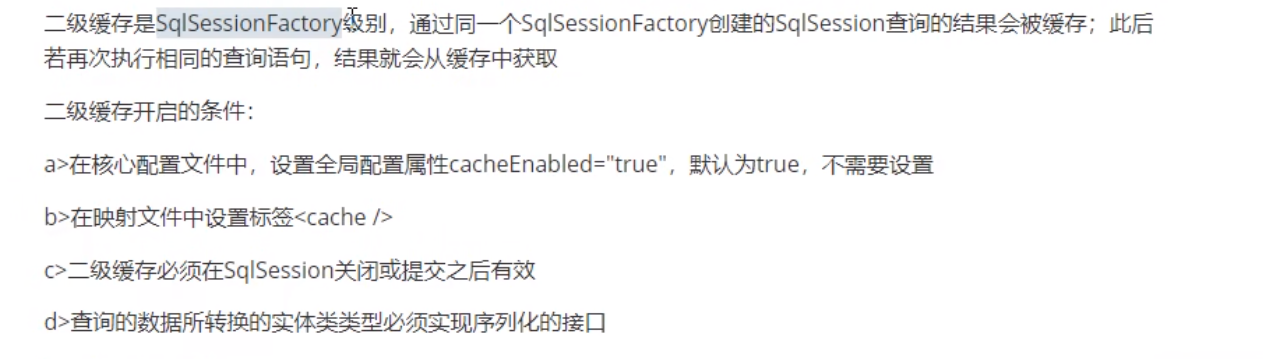 二级缓存是SqlSessionFactory级别，通过同一个SqlSessionFactory创建的SqlSession查询的结果会被缓存；此后
若再次执行相同的查询语句，结果就会从缓存中获取
二级缓存开启的条件：
a>在核心配置文件中，设置全局配置属性cacheEnabled="true"，默认为true，不需要设置
b>在映射文件中设置标签<cache />
c>二级缓存必须在SqlSession关闭或提交之后有效
d>查询的数据所转换的实体类类型必须实现序列化的接口